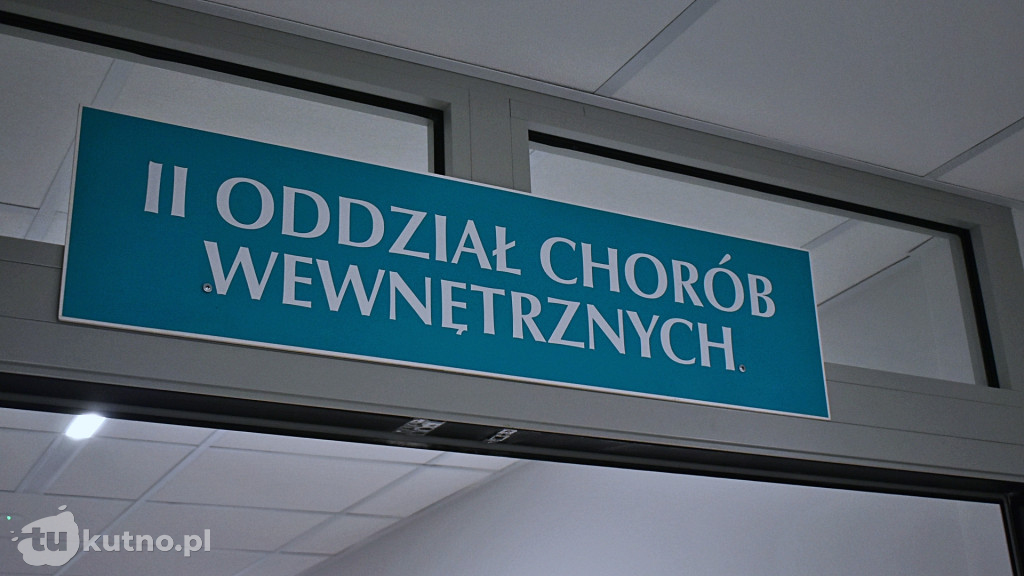 II ODDZIAŁ CHORÓB
WEWNĘTRZNYCH
tukutno.pl